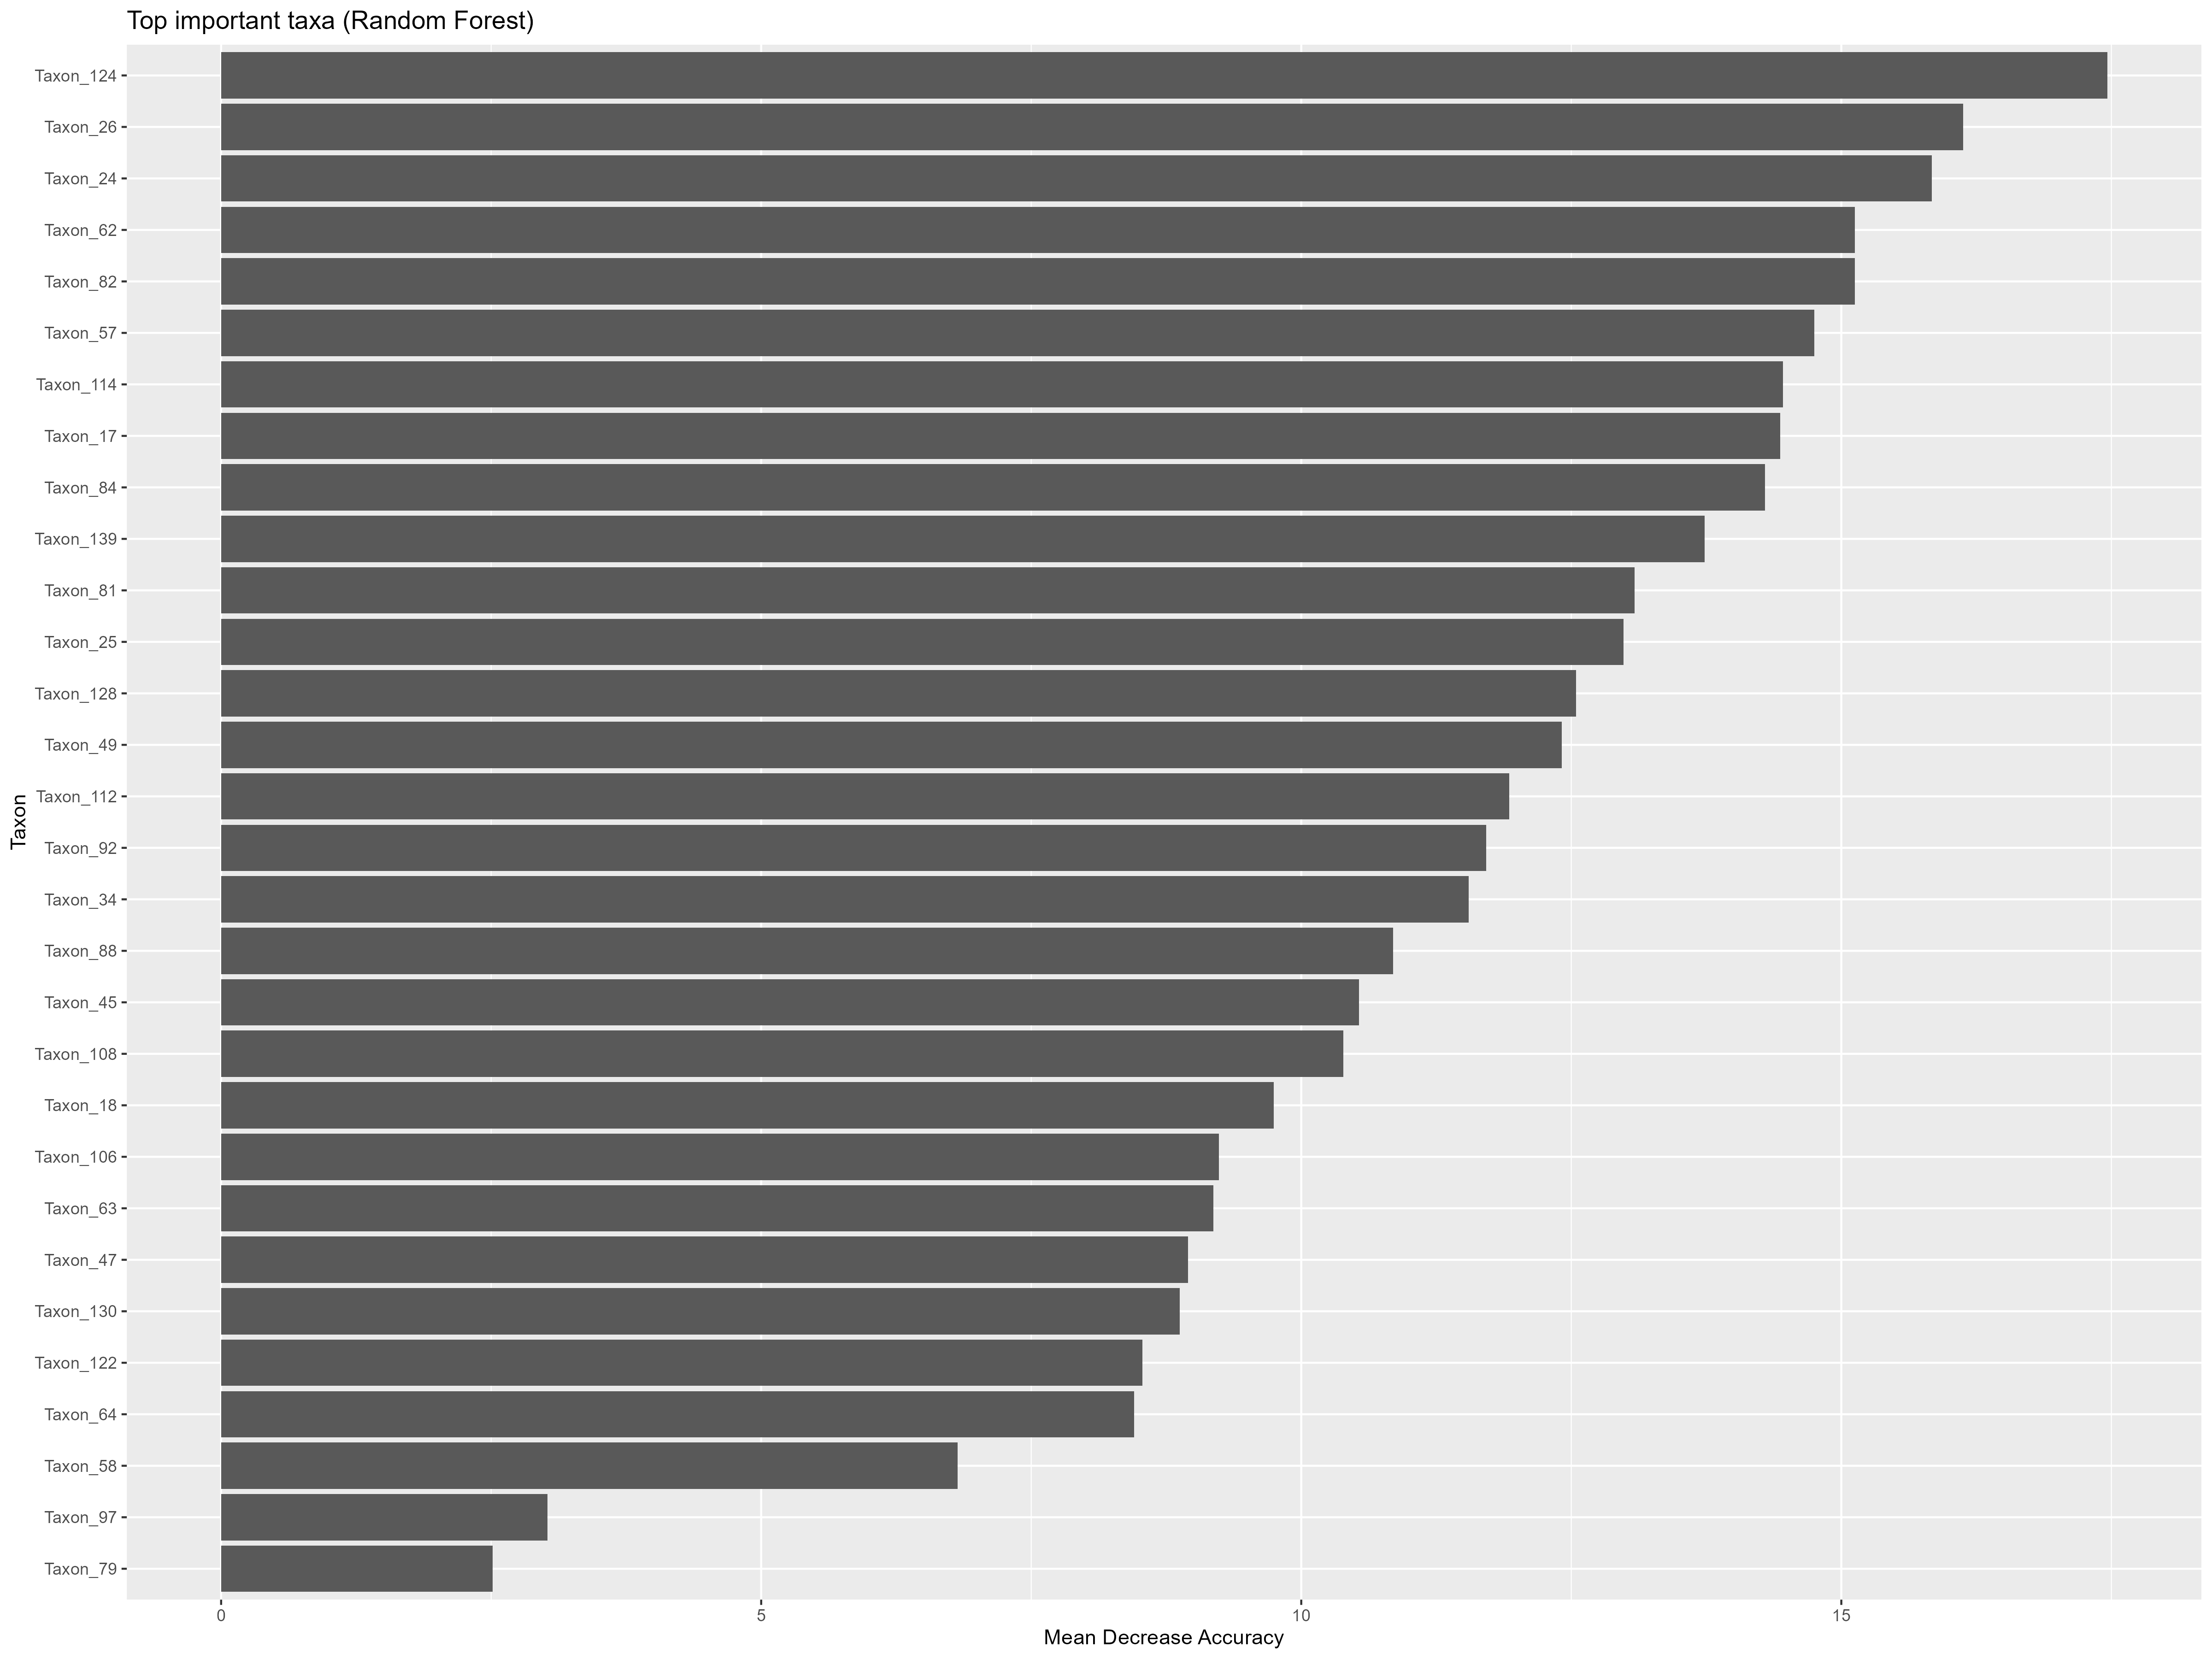 Top important taxa (Random Forest)
Taxon_124
Taxon_26
Taxon_24
Taxon_62
Taxon_82
Taxon_57
Taxon_114
Taxon_17
Taxon_84
Taxon_139
Taxon_81
Taxon_25
Taxon_128
Taxon_49
Taxon_112
Taxon_92
Taxon_34
Taxon_88
Taxon_45
Taxon_108
Taxon_18
Taxon_106
Taxon_63
Taxon_47
Taxon_130
Taxon_122
Taxon_64
Taxon_58
Taxon_97
Taxon_79
Taxon
0 5 10 15
Mean Decrease Accuracy